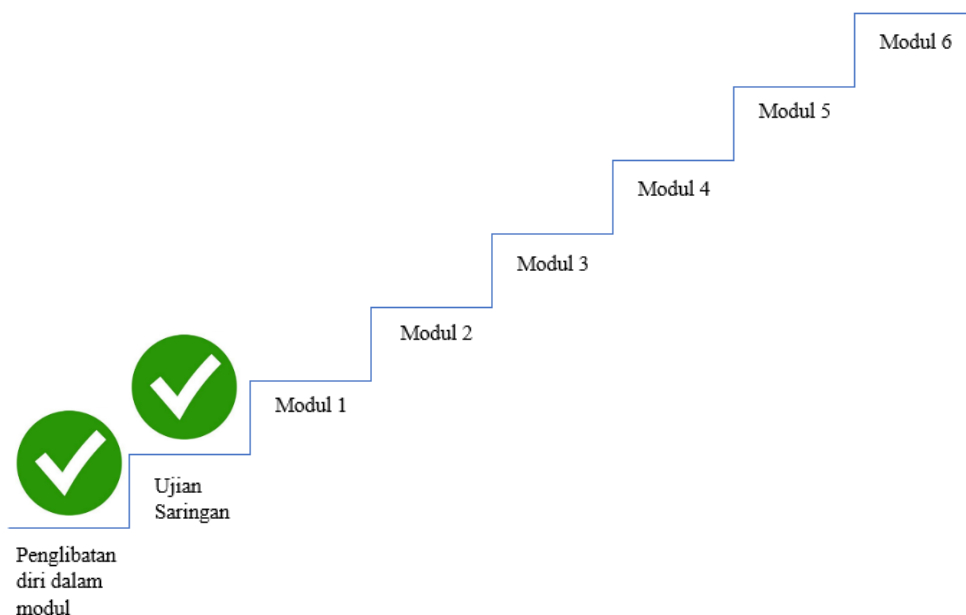 Modul 6
Modul 5
Modul 4
Modul 3
Modul 2
Modul 1
Ujian
Saringan
Penglibatan
diri dalam
modul